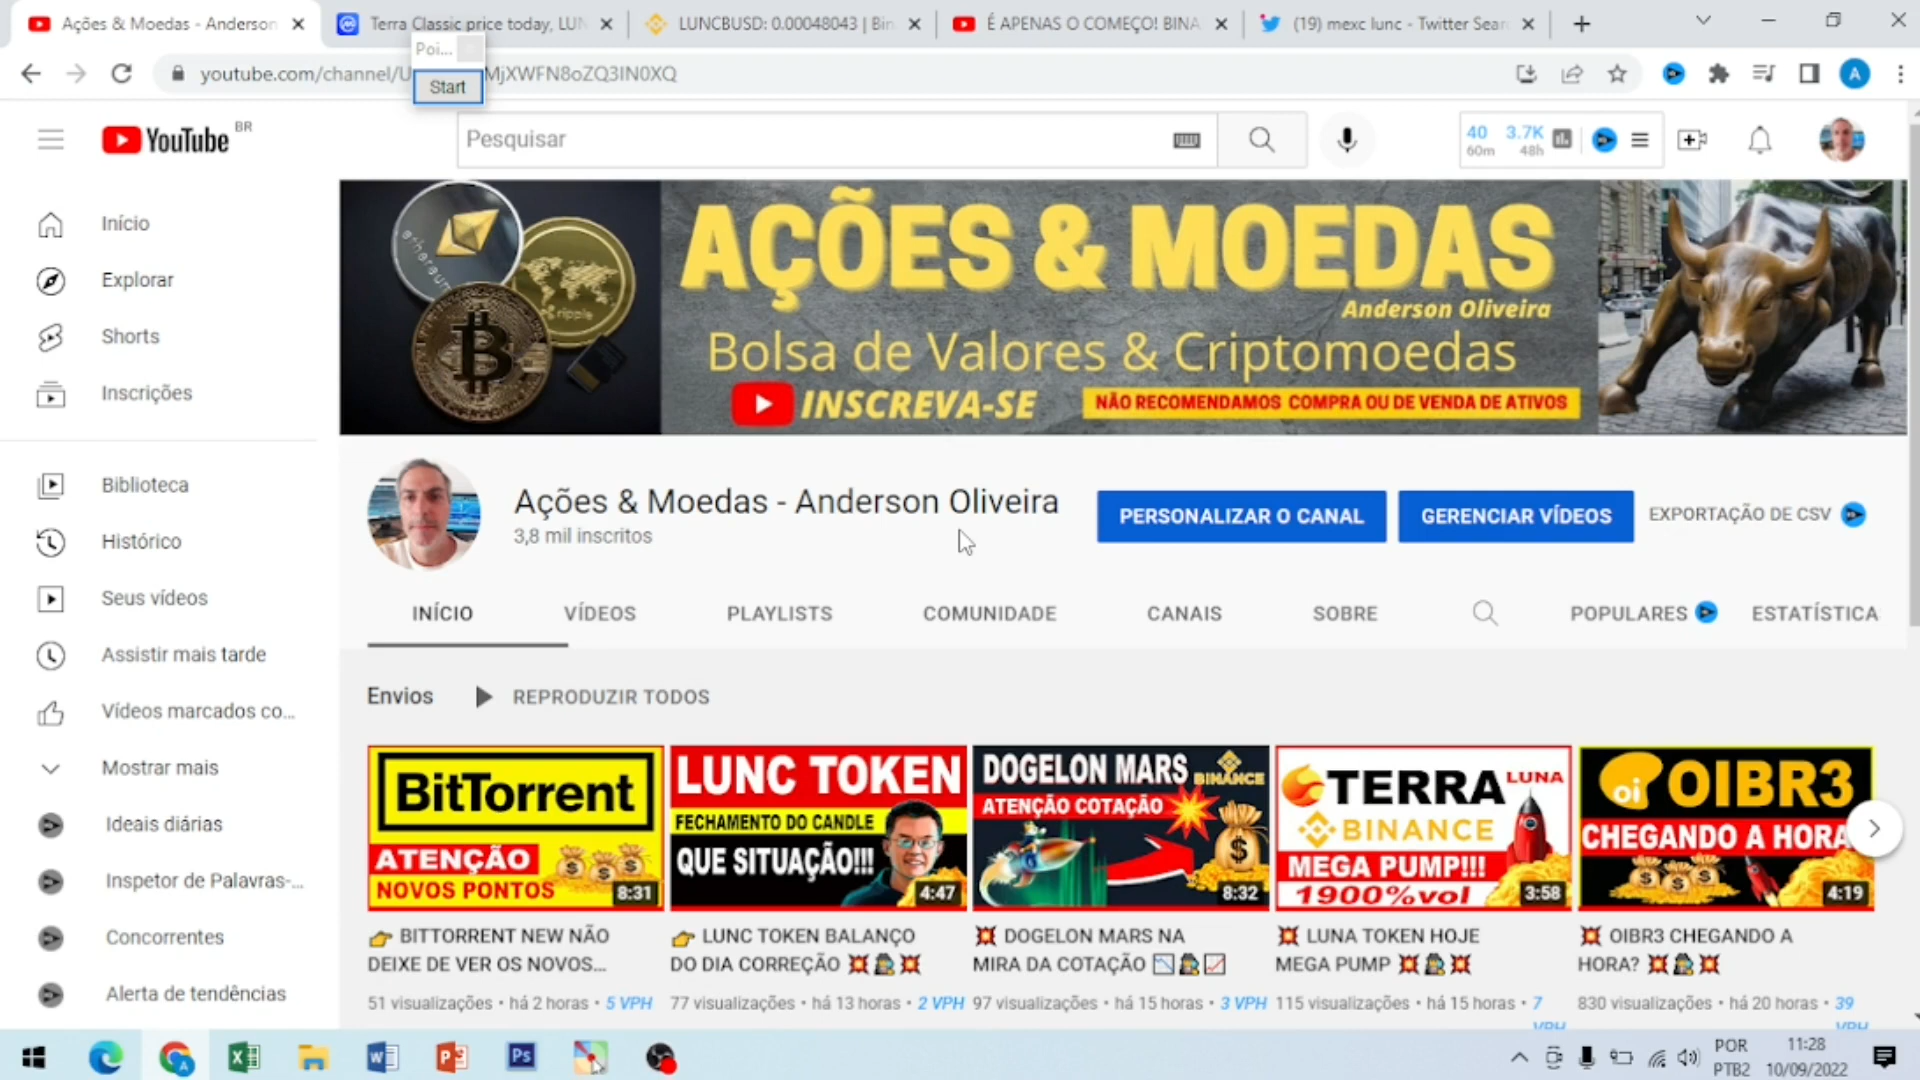 Ações & Moedas - Anderson
Terra Classic price today, LUN
LUNCBUSD: 0.00048043 | Bin
É APENAS O COMEÇO! BINA
(19) mexc lunc - Twitter Sear
Poi...
Start
youtube.com/channel/U
MjXWFN8oZQ3IN0XQ
A
YouTube BR
Pesquisar
40 3.7K
60m 48h
Início
Explorar
Shorts
Inscrições
Biblioteca
Histórico
Seus vídeos
Assistir mais tarde
Vídeos marcados co...
Mostrar mais
Ideais diárias
Inspetor de Palavras-...
Concorrentes
Alerta de tendências
ethereum
ripple
AÇÕES & MOEDAS
Anderson Oliveira
Bolsa de Valores & Criptomoedas
INSCREVA-SE
NÃO RECOMENDAMOS COMPRA OU DE VENDA DE ATIVOS
Ações & Moedas - Anderson Oliveira
3,8 mil inscritos
PERSONALIZAR O CANAL
GERENCIAR VÍDEOS
EXPORTAÇÃO DE CSV
INÍCIO
VÍDEOS
PLAYLISTS
COMUNIDADE
CANAIS
SOBRE
POPULARES
ESTATÍSTICA
Envios
REPRODUZIR TODOS
BitTorrent
ATENÇÃO
NOVOS PONTOS
8:31
👉 BITTORRENT NEW NÃO
DEIXE DE VER OS NOVOS...
51 visualizações • há 2 horas • 5 VPH
LUNC TOKEN
FECHAMENTO DO CANDLE
QUE SITUAÇÃO!!!
4:47
👉 LUNC TOKEN BALANÇO
DO DIA CORREÇÃO
77 visualizações • há 13 horas • 2 VPH
DOGELON MARS
BINANCE
ATENÇÃO COTAÇÃO
8:32
💥 DOGELON MARS NA
MIRA DA COTAÇÃO
97 visualizações • há 15 horas • 3 VPH
TERRA LUNA
BINANCE
MEGA PUMP!!!
1900%vol
3:58
💥 LUNA TOKEN HOJE
MEGA PUMP
115 visualizações • há 15 horas • 7
VPH
oi OIBR3
CHEGANDO A HORA
4:19
💥 OIBR3 CHEGANDO A
HORA?
830 visualizações • há 20 horas • 39
VPH
Ps
POR
PTB2
11:28
10/09/2022